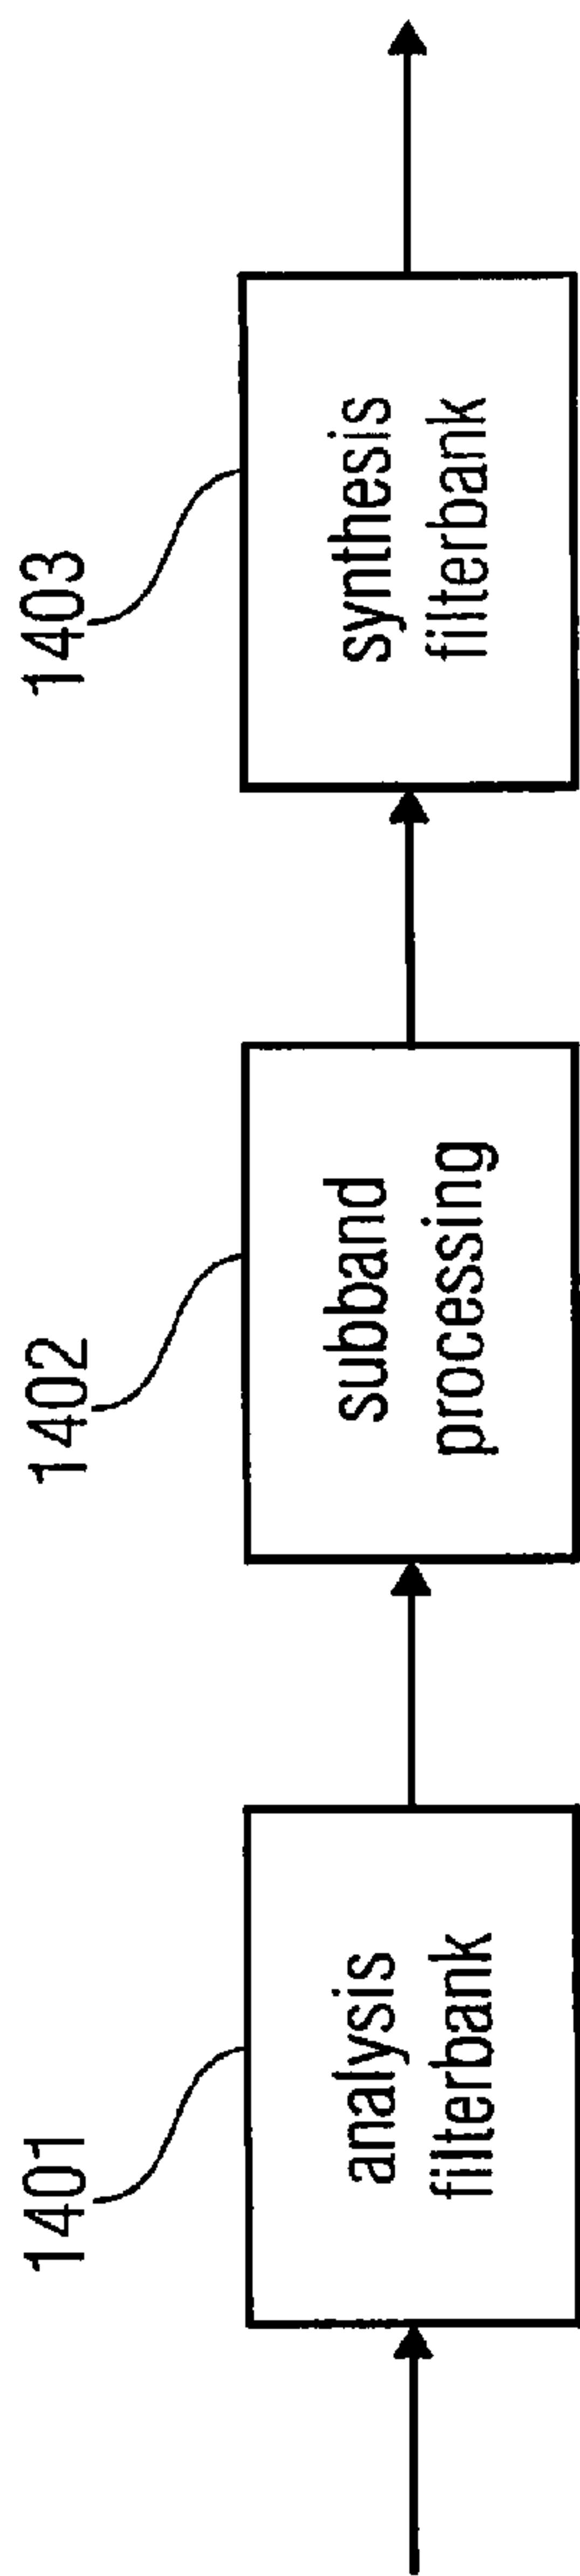 1401
analysis
filterbank
1402
subband
processing
1403
synthesis
filterbank